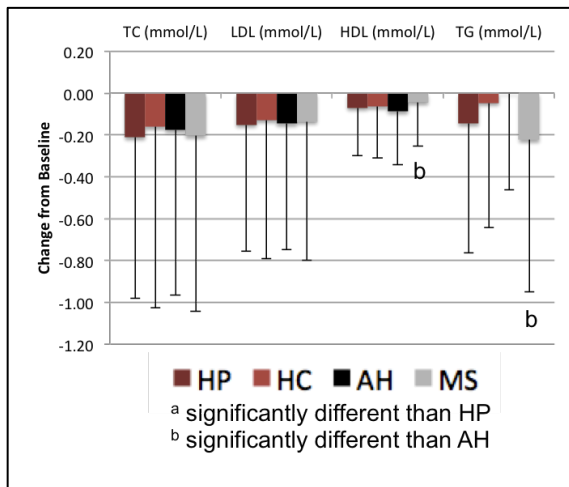 TC (mmol/L) LDL (mmol/L) HDL (mmol/L) TG (mmol/L)
0.20
0.00
-0.20
-0.40
-0.60
-0.80
-1.00
-1.20
Change from Baseline
b
b
HP HC AH MS
a significantly different than HP
b significantly different than AH